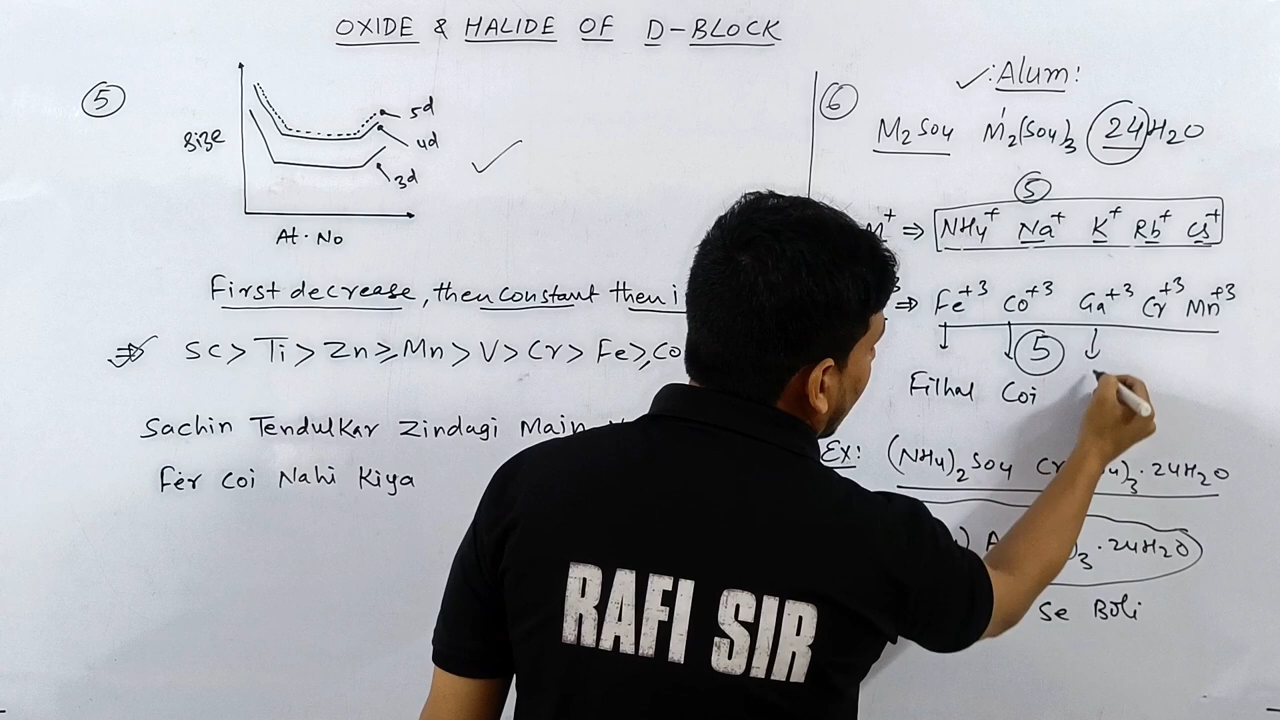 OXIDE & HALIDE OF D-BLOCK
5
Size
5d
4d
3d
At. No
First decrease, then constant then i
⇒ Sc > Ti > Zn ≥ Mn > V > Cr > Fe ≥ Co
Sachin Tendulkar Zindagi Main
Fer Coi Nahi Kiya
6
Alum:
M₂SO₄ M'₂(SO₄)₃ 24 H₂O
5
M⁺ ⇒ NH₄⁺ Na⁺ K⁺ Rb⁺ Cs⁺
⇒ Fe⁺³ Co⁺³ Ga⁺³ Cr⁺³ Mn⁺³
5
Filhal Coi
Ex: (NH₄)₂SO₄ Cr ₃·24H₂O
)₃·24H₂O
Se Boli
RAFI SIR